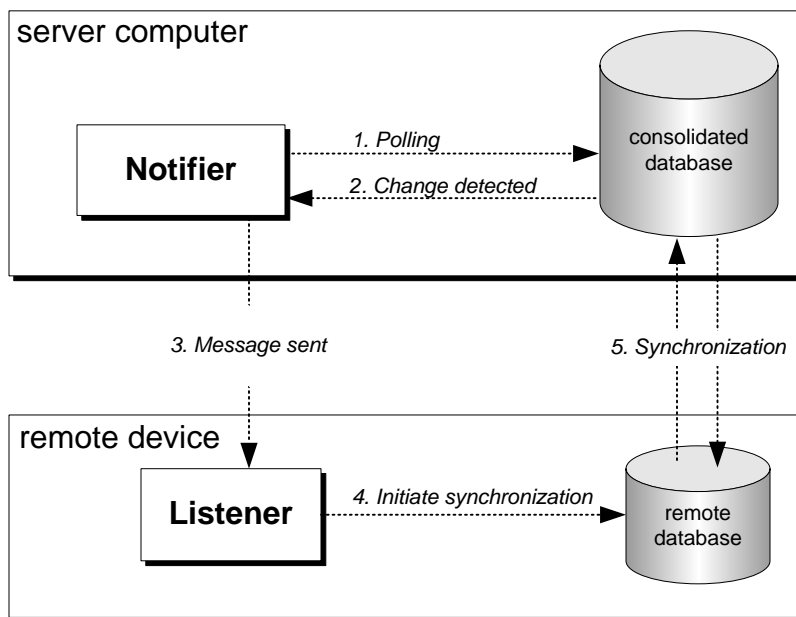 server computer
Notifier
1. Polling
2. Change detected
consolidated
database
3. Message sent
5. Synchronization
remote device
Listener
4. Initiate synchronization
remote
database